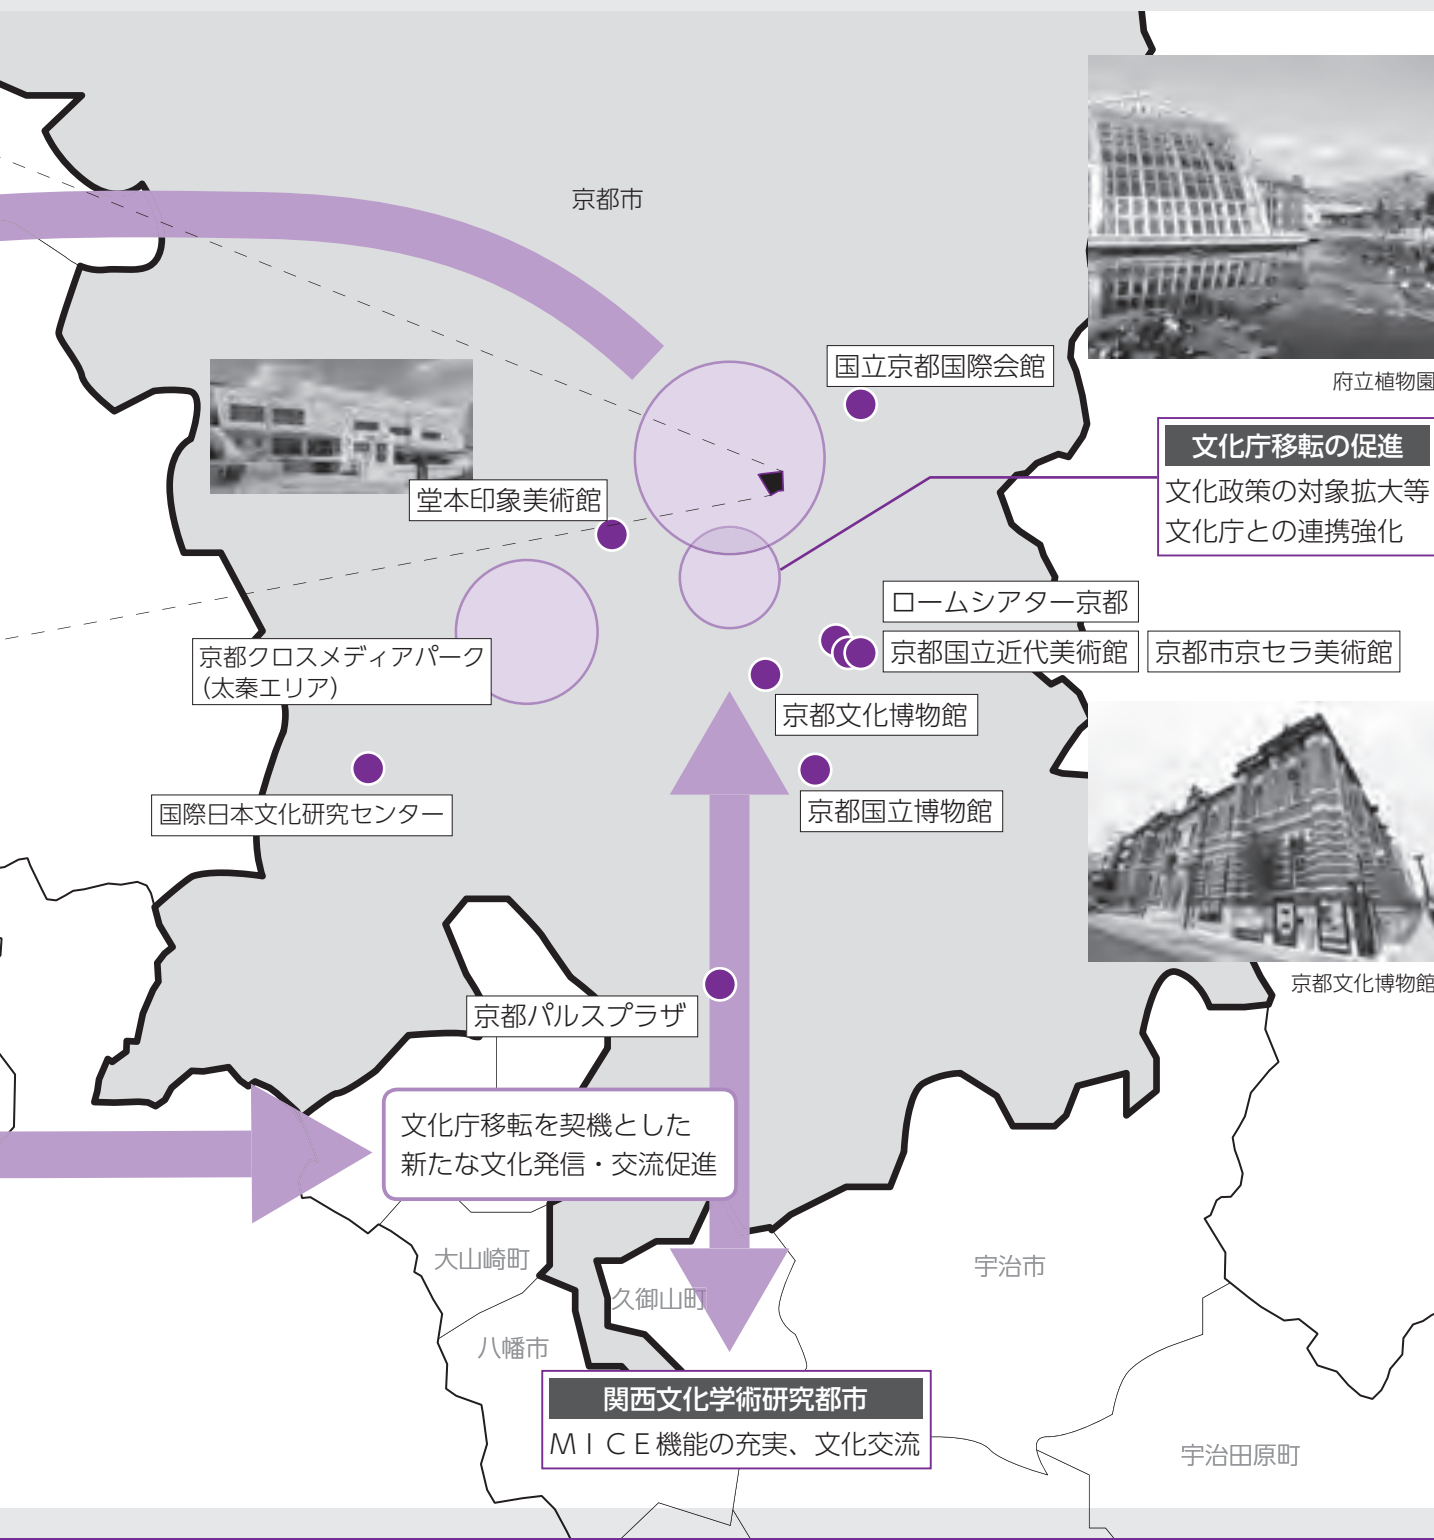 京都市
府立植物園
国立京都国際会館
文化庁移転の促進
文化政策の対象拡大等
文化庁との連携強化
堂本印象美術館
ロームシアター京都
京都クロスメディアパーク
（太秦エリア）
京都国立近代美術館
京都市京セラ美術館
京都文化博物館
国際日本文化研究センター
京都国立博物館
京都文化博物館
京都パルスプラザ
文化庁移転を契機とした
新たな文化発信・交流促進
大山崎町
久御山町
宇治市
八幡市
関西文化学術研究都市
ＭＩＣＥ機能の充実、文化交流
宇治田原町